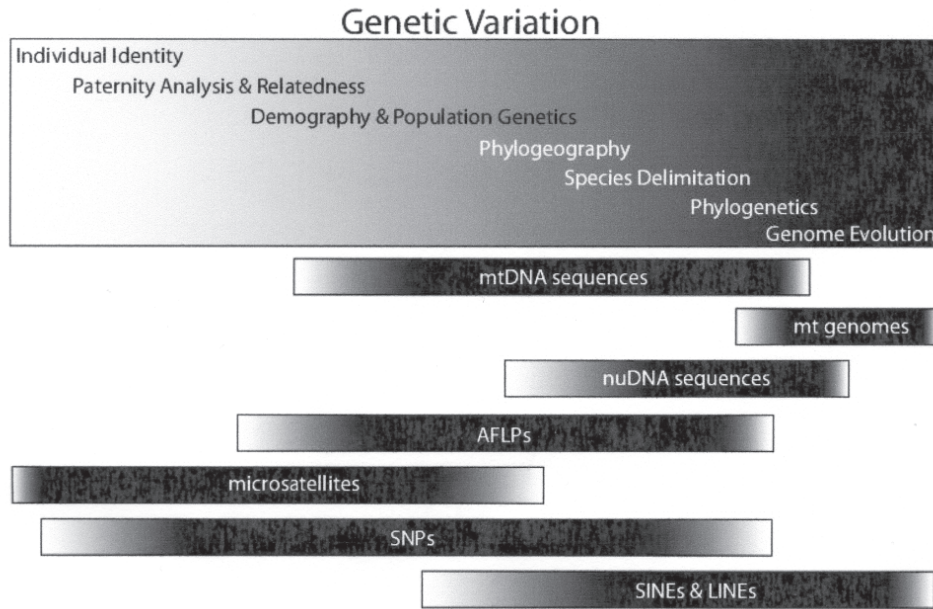 Genetic Variation
Individual Identity
Paternity Analysis & Relatedness
Demography & Population Genetics
Phylogeography
Species Delimitation
Phylogenetics
Genome Evolution
mtDNA sequences
mt genomes
nuDNA sequences
AFLPs
microsatellites
SNPs
SINEs & LINEs